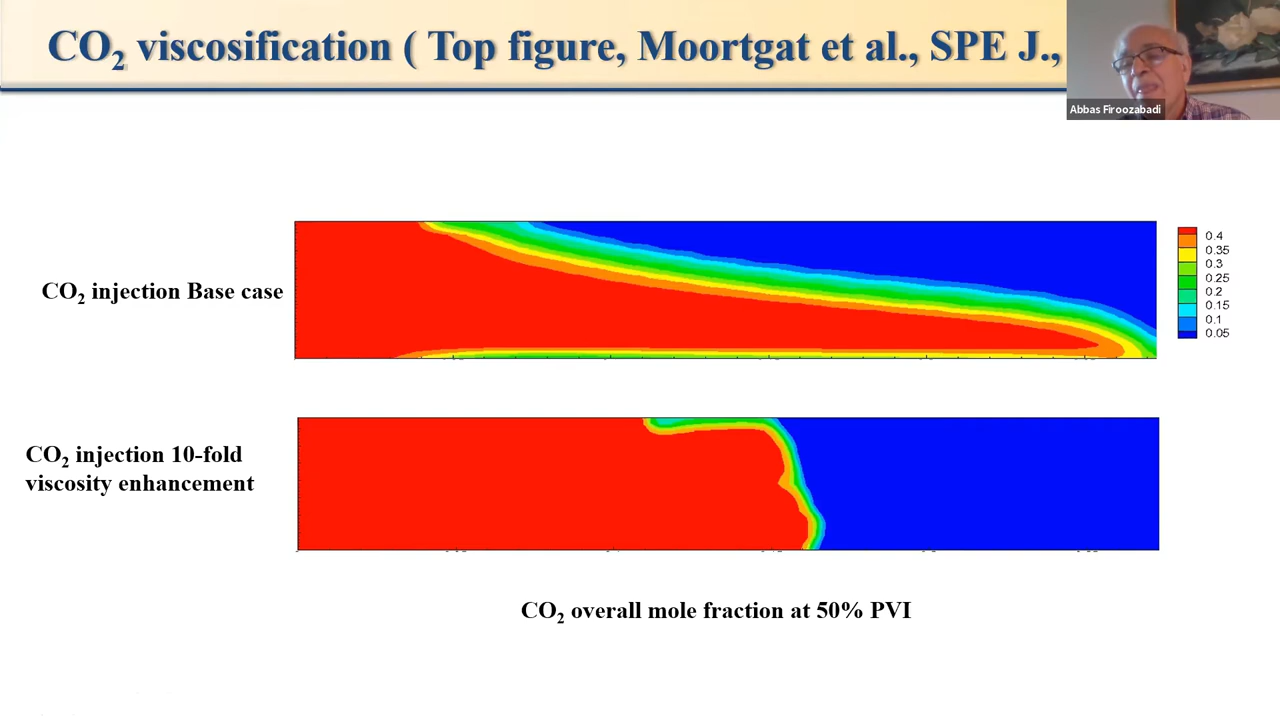 CO₂ viscosification ( Top figure, Moortgat et al., SPE J.,
Abbas Firoozabadi
CO₂ injection Base case
0.4
0.35
0.3
0.25
0.2
0.15
0.1
0.05
CO₂ injection 10-fold
viscosity enhancement
CO₂ overall mole fraction at 50% PVI